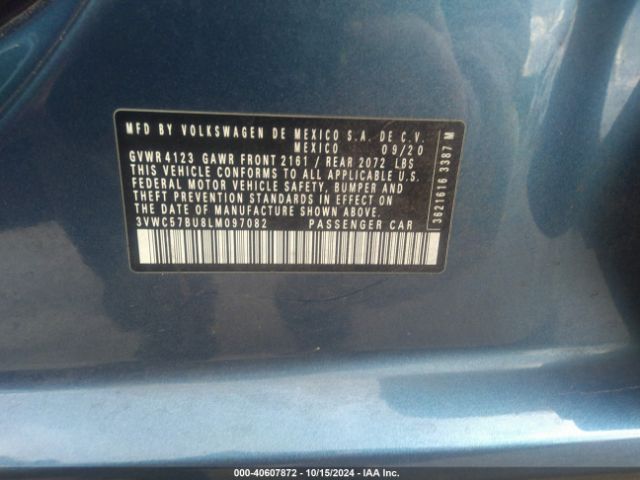 MFD BY VOLKSWAGEN DE MEXICO S.A. DE C.V.
MEXICO 09/20
GVWR 4123 GAWR FRONT 2161 / REAR 2072 LBS
THIS VEHICLE CONFORMS TO ALL APPLICABLE U.S.
FEDERAL MOTOR VEHICLE SAFETY, BUMPER AND
THEFT PREVENTION STANDARDS IN EFFECT ON
THE DATE OF MANUFACTURE SHOWN ABOVE.
3VWC57BU8LM097082 PASSENGER CAR
3621616 3387 M
00-40607872 - 10/15/2024 - IAA Inc.